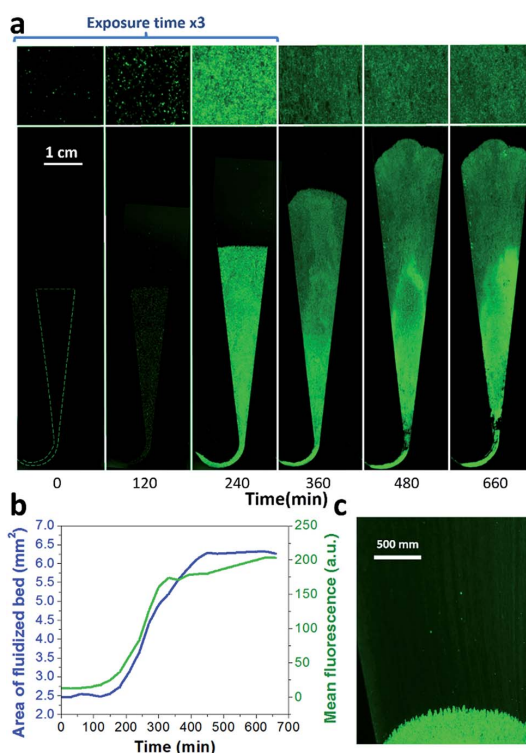 a
Exposure time x3
1 cm
0 120 240 360 480 660
Time(min)
b
Area of fluidized bed (mm²)
7.0
6.5
6.0
5.5
5.0
4.5
4.0
3.5
3.0
2.5
2.0
250
200
150
100
50
0
Mean fluorescence (a.u.)
0 100 200 300 400 500 600 700
Time (min)
c
500 mm